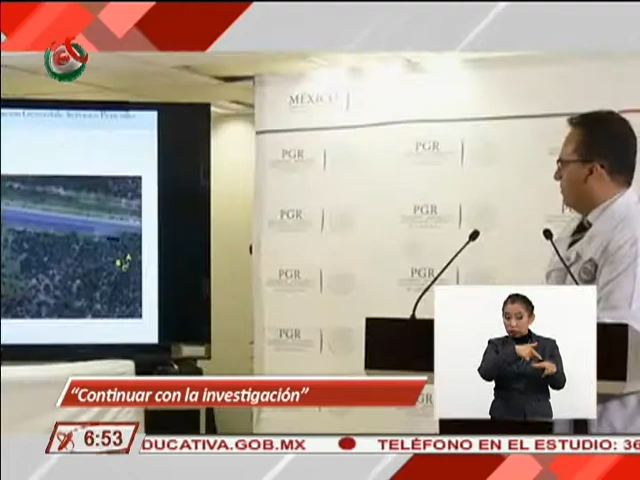 MÉXICO
PGR
PGR
PGR
PGR
PGR
PGR
PGR
PGR
PGR
"Continuar con la investigación"
6:53
DUCATIVA.GOB.MX
TELÉFONO EN EL ESTUDIO: 36